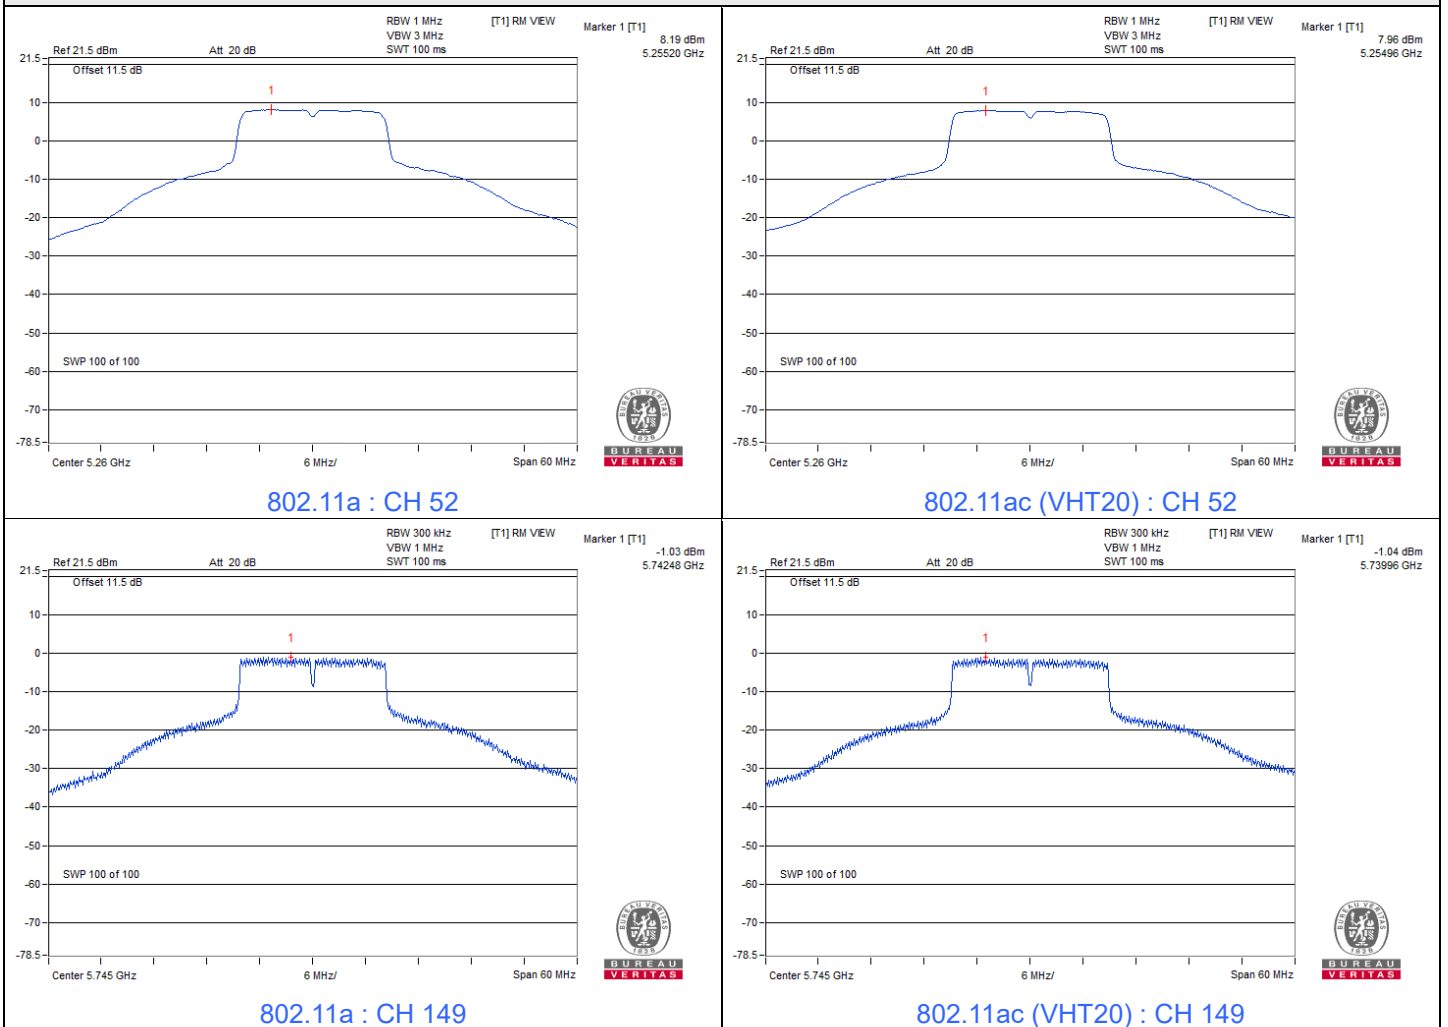 RBW 1 MHz [T1] RM VIEW Marker 1 [T1]
VBW 3 MHz 8.19 dBm
Ref 21.5 dBm Att 20 dB SWT 100 ms 5.25520 GHz
21.5
Offset 11.5 dB
1
10
0
-10
-20
-30
-40
-50
SWP 100 of 100
-60
-70
-78.5
Center 5.26 GHz 6 MHz/ Span 60 MHz
BUREAU VERITAS
1828
BUREAU
VERITAS
802.11a : CH 52
RBW 1 MHz [T1] RM VIEW Marker 1 [T1]
VBW 3 MHz 7.96 dBm
Ref 21.5 dBm Att 20 dB SWT 100 ms 5.25496 GHz
21.5
Offset 11.5 dB
1
10
0
-10
-20
-30
-40
-50
SWP 100 of 100
-60
-70
-78.5
Center 5.26 GHz 6 MHz/ Span 60 MHz
BUREAU VERITAS
1828
BUREAU
VERITAS
802.11ac (VHT20) : CH 52
RBW 300 kHz [T1] RM VIEW Marker 1 [T1]
VBW 1 MHz -1.03 dBm
Ref 21.5 dBm Att 20 dB SWT 100 ms 5.74248 GHz
21.5
Offset 11.5 dB
10
1
0
-10
-20
-30
-40
-50
SWP 100 of 100
-60
-70
-78.5
Center 5.745 GHz 6 MHz/ Span 60 MHz
BUREAU VERITAS
1828
BUREAU
VERITAS
802.11a : CH 149
RBW 300 kHz [T1] RM VIEW Marker 1 [T1]
VBW 1 MHz -1.04 dBm
Ref 21.5 dBm Att 20 dB SWT 100 ms 5.73996 GHz
21.5
Offset 11.5 dB
10
1
0
-10
-20
-30
-40
-50
SWP 100 of 100
-60
-70
-78.5
Center 5.745 GHz 6 MHz/ Span 60 MHz
BUREAU VERITAS
1828
BUREAU
VERITAS
802.11ac (VHT20) : CH 149